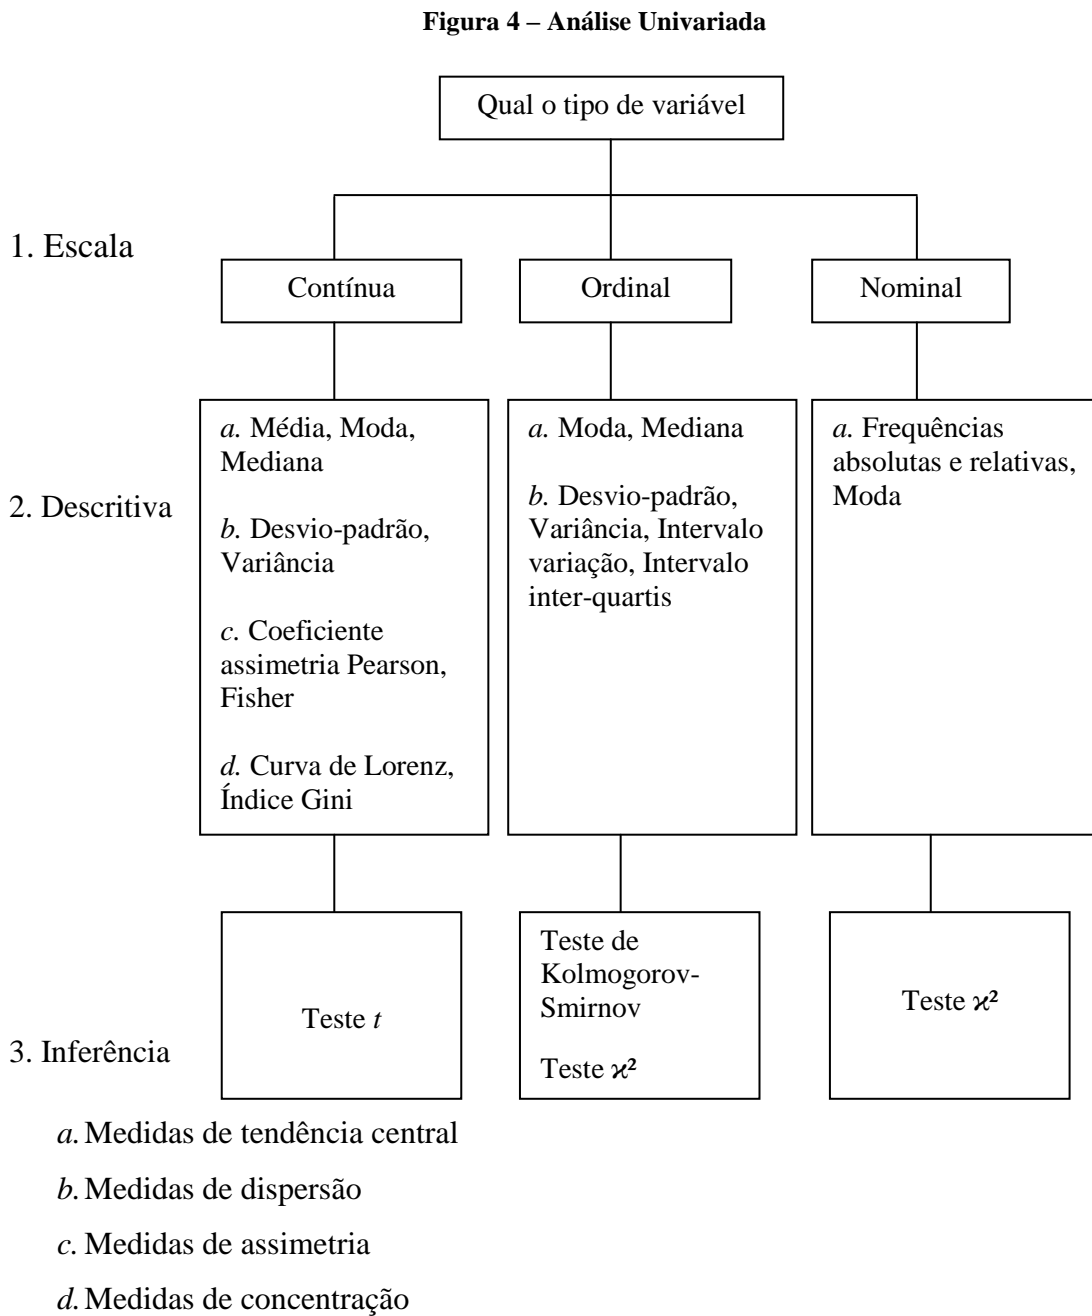 Figura 4 – Análise Univariada
Qual o tipo de variável
1. Escala
Contínua
Ordinal
Nominal
2. Descritiva
a. Média, Moda,
Mediana
b. Desvio-padrão,
Variância
c. Coeficiente
assimetria Pearson,
Fisher
d. Curva de Lorenz,
Índice Gini
a. Moda, Mediana
b. Desvio-padrão,
Variância, Intervalo
variação, Intervalo
inter-quartis
a. Frequências
absolutas e relativas,
Moda
3. Inferência
Teste t
Teste de
Kolmogorov-
Smirnov
Teste ϰ²
Teste ϰ²
a. Medidas de tendência central
b. Medidas de dispersão
c. Medidas de assimetria
d. Medidas de concentração